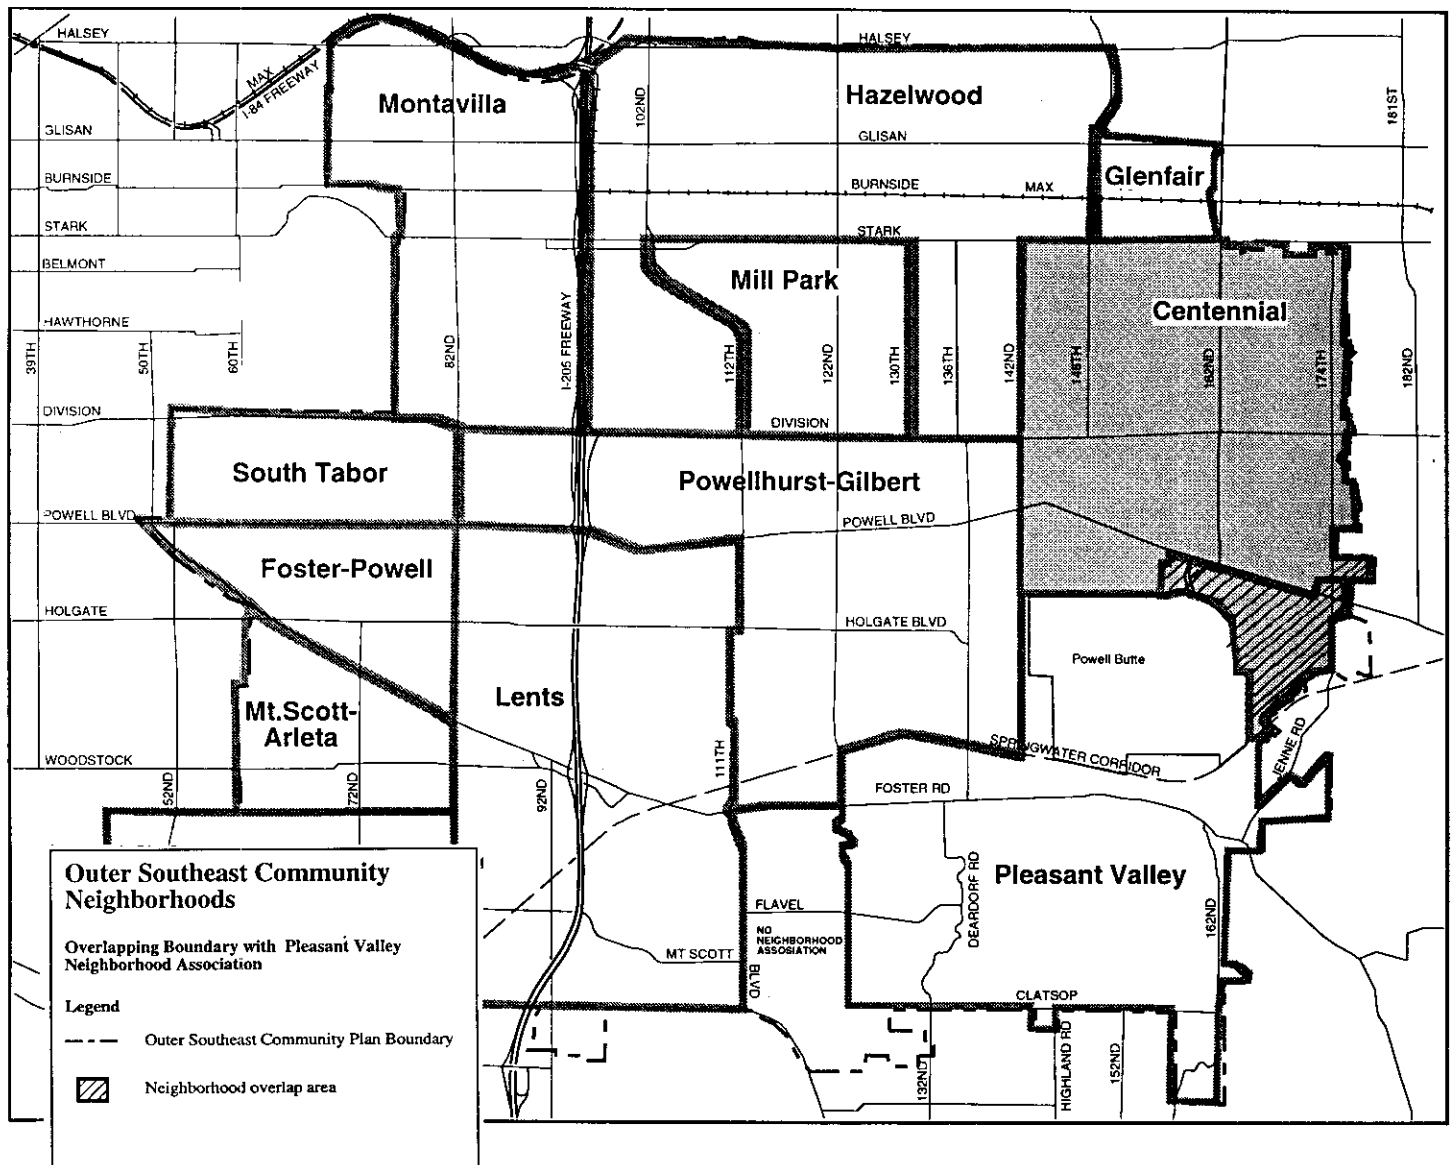 HALSEY
HALSEY
MAX
I-84 FREEWAY
Montavilla
102ND
Hazelwood
181ST
GLISAN
GLISAN
BURNSIDE
BURNSIDE
MAX
Glenfair
STARK
STARK
BELMONT
Mill Park
Centennial
HAWTHORNE
39TH
50TH
60TH
82ND
I-205 FREEWAY
112TH
122ND
130TH
136TH
142ND
148TH
162ND
174TH
182ND
DIVISION
DIVISION
South Tabor
Powellhurst-Gilbert
POWELL BLVD
POWELL BLVD
Foster-Powell
HOLGATE
HOLGATE BLVD
Powell Butte
Lents
Mt.Scott-
Arleta
WOODSTOCK
52ND
72ND
92ND
111TH
SPRINGWATER CORRIDOR
JENNE RD
FOSTER RD
Pleasant Valley
DEARDORF RD
162ND
FLAVEL
NO
NEIGHBORHOOD
ASSOSIATION
MT SCOTT
BLVD
CLATSOP
132ND
HIGHLAND RD
152ND
Outer Southeast Community
Neighborhoods
Overlapping Boundary with Pleasant Valley
Neighborhood Association
Legend
Outer Southeast Community Plan Boundary
Neighborhood overlap area